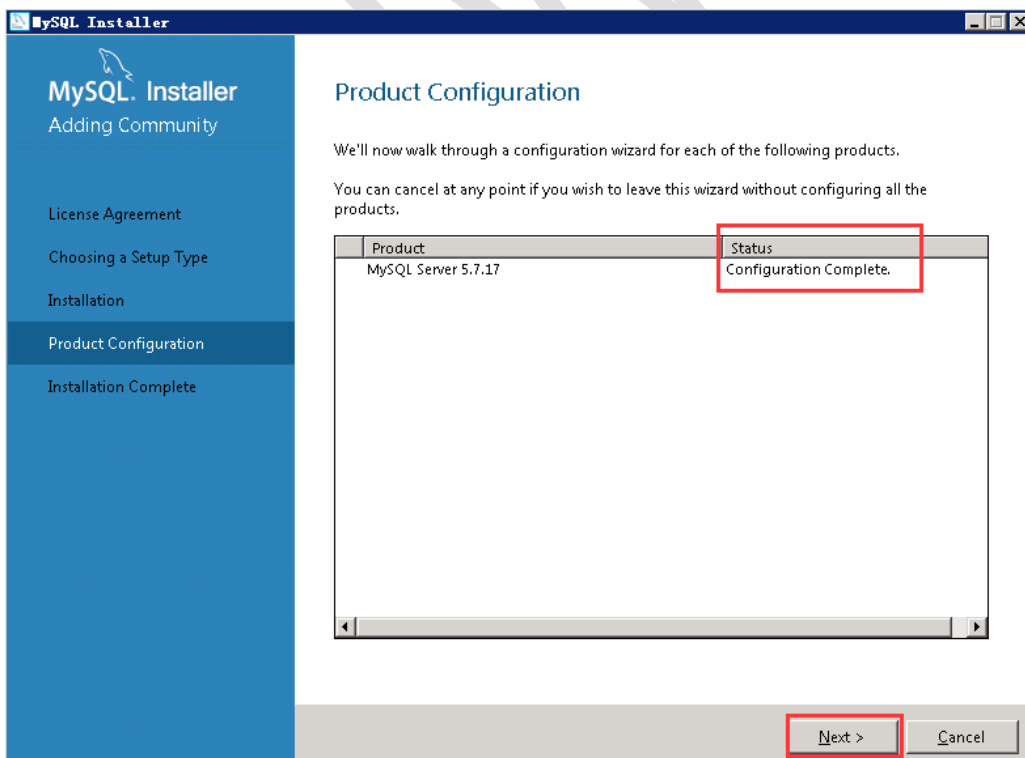 MySQL Installer
MySQL. Installer
Adding Community
License Agreement
Choosing a Setup Type
Installation
Product Configuration
Installation Complete
Product Configuration
We'll now walk through a configuration wizard for each of the following products.
You can cancel at any point if you wish to leave this wizard without configuring all the
products.
Product Status
MySQL Server 5.7.17 Configuration Complete.
Next > Cancel